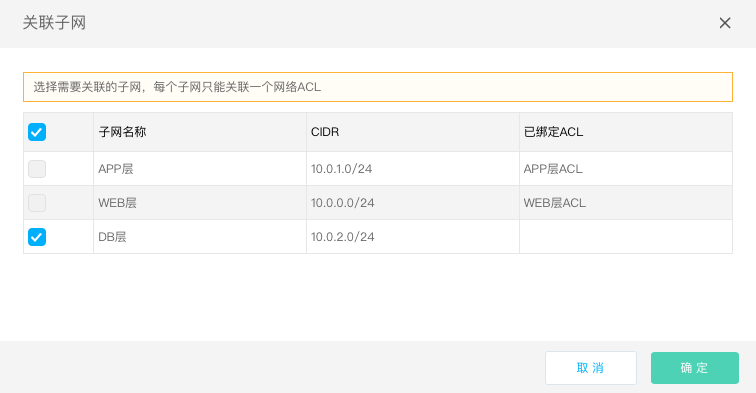 关联子网
选择需要关联的子网，每个子网只能关联一个网络ACL
子网名称 CIDR 已绑定ACL
APP层 10.0.1.0/24 APP层ACL
WEB层 10.0.0.0/24 WEB层ACL
DB层 10.0.2.0/24
取 消 确 定